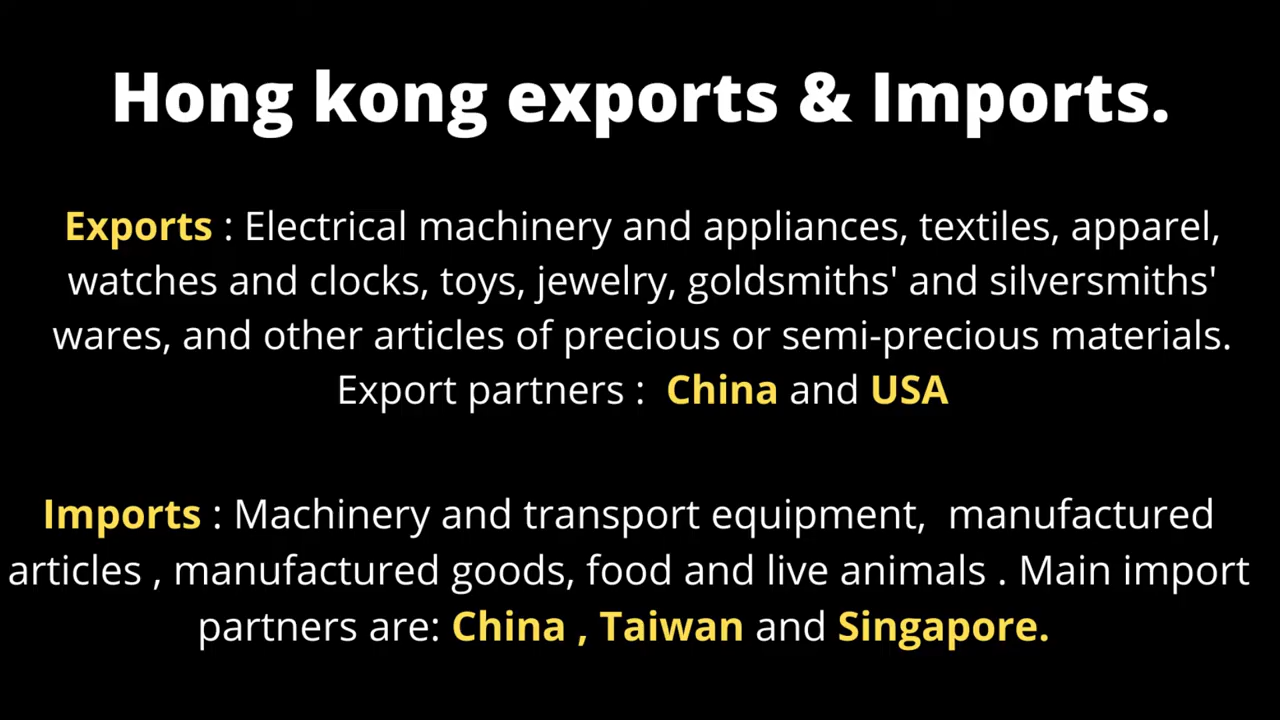 Hong kong exports & Imports.
Exports : Electrical machinery and appliances, textiles, apparel,
watches and clocks, toys, jewelry, goldsmiths' and silversmiths'
wares, and other articles of precious or semi-precious materials.
Export partners :  China and USA
Imports : Machinery and transport equipment,  manufactured
articles , manufactured goods, food and live animals . Main import
partners are: China , Taiwan and Singapore.